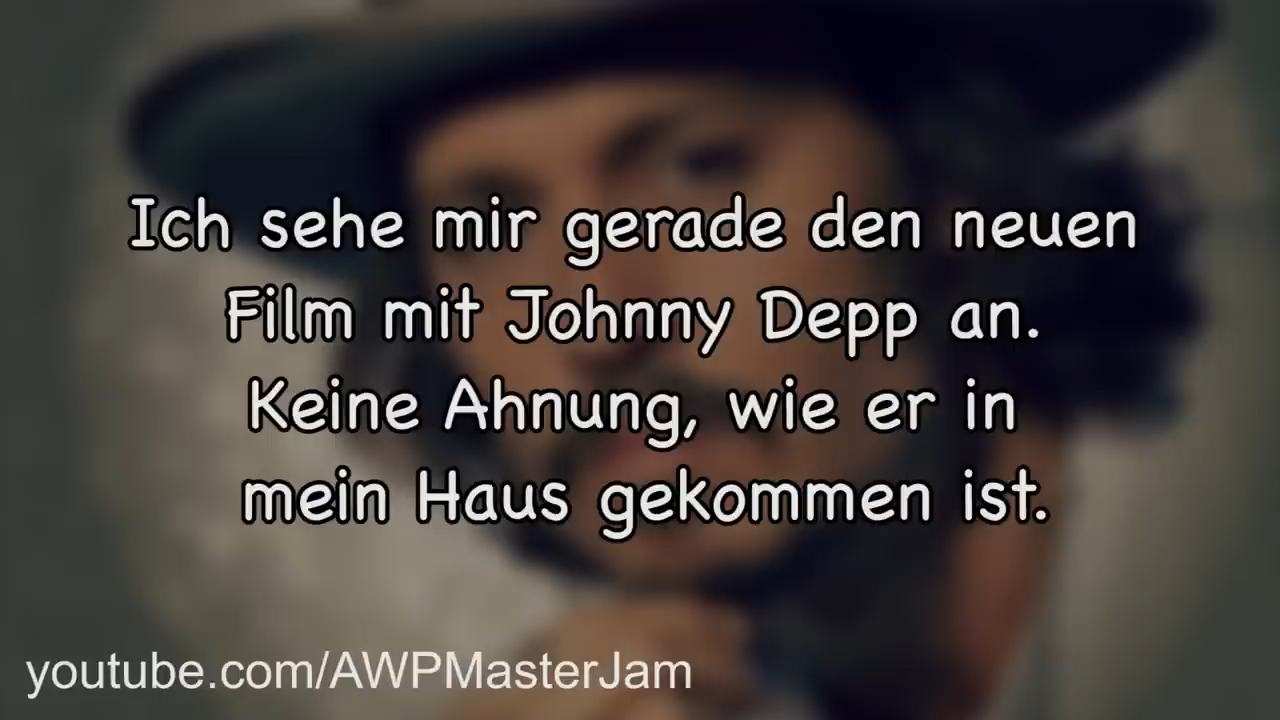 Ich sehe mir gerade den neuen
Film mit Johnny Depp an.
Keine Ahnung, wie er in
mein Haus gekommen ist.
youtube.com/AWPMasterJam